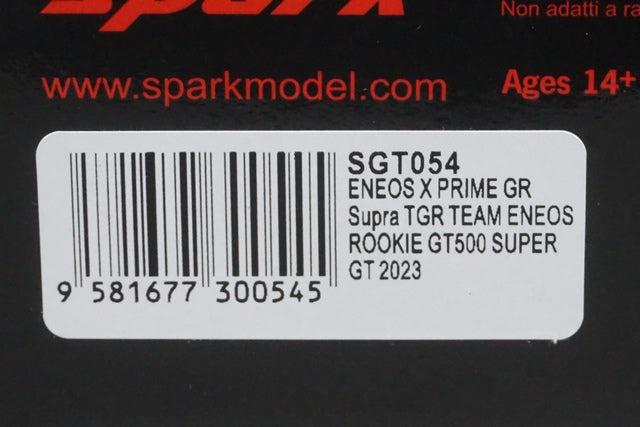 spark
Non adatti a
www.sparkmodel.com
Ages 14+
SGT054
ENEOS X PRIME GR
Supra TGR TEAM ENEOS
ROOKIE GT500 SUPER
GT 2023
9 581677 300545